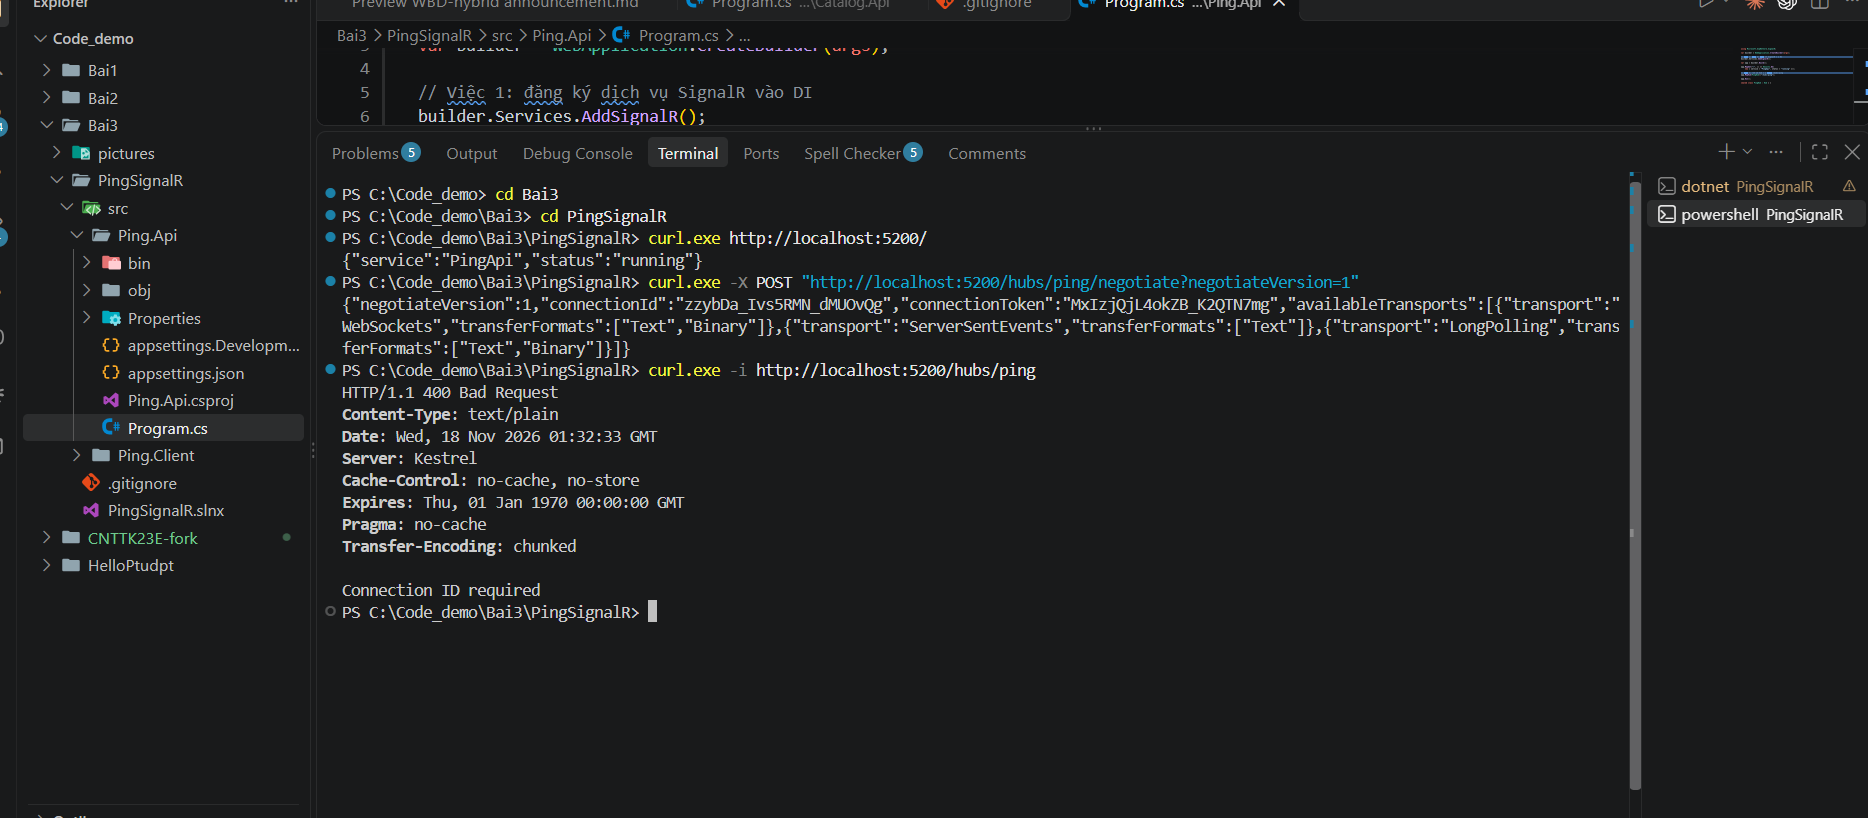 Explorer
Preview WBD-hybrid announcement.md
Program.cs ...\Catalog.Api
.gitignore
Program.cs ...\Ping.Api
Code_demo
Bai1
Bai2
Bai3
pictures
PingSignalR
src
Ping.Api
bin
obj
Properties
appsettings.Developm...
appsettings.json
Ping.Api.csproj
Program.cs
Ping.Client
.gitignore
PingSignalR.slnx
CNTTK23E-fork
HelloPtudpt
Bai3 > PingSignalR > src > Ping.Api > Program.cs > ...
var builder = WebApplication.CreateBuilder(args);
4
5 // Việc 1: đăng ký dịch vụ SignalR vào DI
6 builder.Services.AddSignalR();
Problems 5 Output Debug Console Terminal Ports Spell Checker 5 Comments
PS C:\Code_demo> cd Bai3
PS C:\Code_demo\Bai3> cd PingSignalR
PS C:\Code_demo\Bai3\PingSignalR> curl.exe http://localhost:5200/
{"service":"PingApi","status":"running"}
PS C:\Code_demo\Bai3\PingSignalR> curl.exe -X POST "http://localhost:5200/hubs/ping/negotiate?negotiateVersion=1"
{"negotiateVersion":1,"connectionId":"zzybDa_Ivs5RMN_dMUOvQg","connectionToken":"MxIzjQjL4okZB_K2QTN7mg","availableTransports":[{"transport":"
WebSockets","transferFormats":["Text","Binary"]},{"transport":"ServerSentEvents","transferFormats":["Text"]},{"transport":"LongPolling","trans
ferFormats":["Text","Binary"]}]}
PS C:\Code_demo\Bai3\PingSignalR> curl.exe -i http://localhost:5200/hubs/ping
HTTP/1.1 400 Bad Request
Content-Type: text/plain
Date: Wed, 18 Nov 2026 01:32:33 GMT
Server: Kestrel
Cache-Control: no-cache, no-store
Expires: Thu, 01 Jan 1970 00:00:00 GMT
Pragma: no-cache
Transfer-Encoding: chunked
Connection ID required
PS C:\Code_demo\Bai3\PingSignalR>
dotnet PingSignalR
powershell PingSignalR